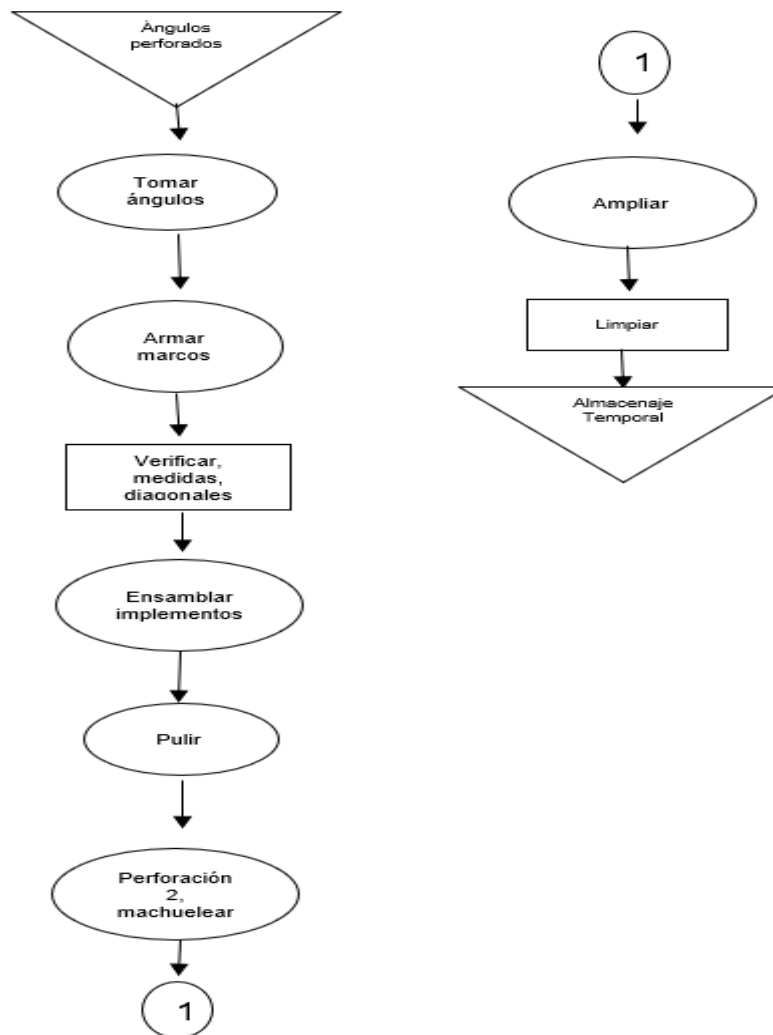 Ángulos
perforados
Tomar
ángulos
Armar
marcos
Verificar,
medidas,
diagonales
Ensamblar
implementos
Pulir
Perforación
2,
machuelear
1
1
Ampliar
Limpiar
Almacenaje
Temporal